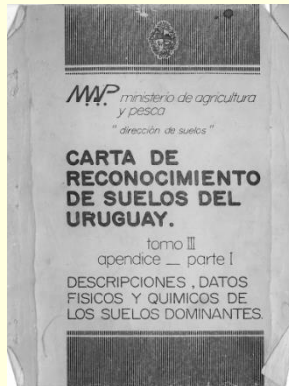 M.A.P. ministerio de agricultura
y pesca
"dirección de suelos"
CARTA DE
RECONOCIMIENTO
DE SUELOS DEL
URUGUAY.
tomo III
apendice _ parte I
DESCRIPCIONES , DATOS
FISICOS Y QUIMICOS DE
LOS SUELOS DOMINANTES.